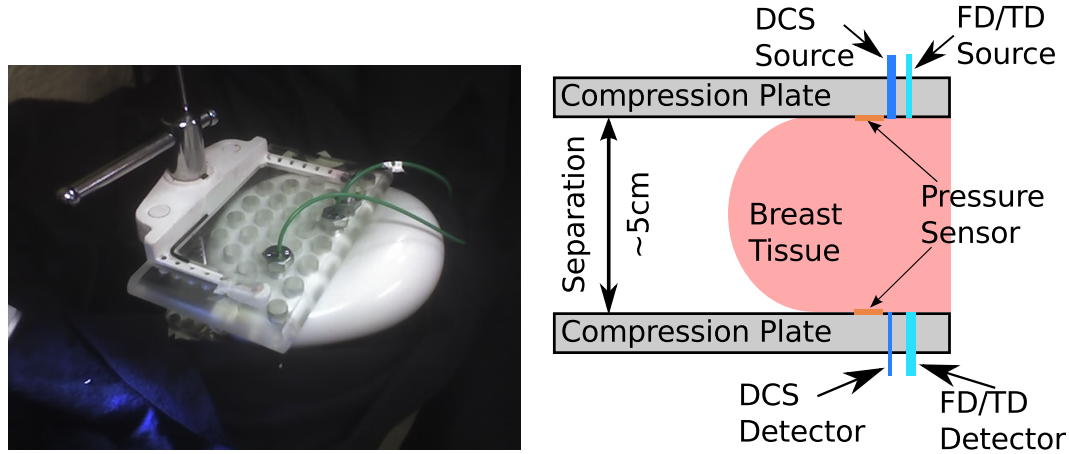 DCS
Source
FD/TD
Source
Compression Plate
Separation
~5cm
Breast
Tissue
Pressure
Sensor
Compression Plate
DCS
Detector
FD/TD
Detector